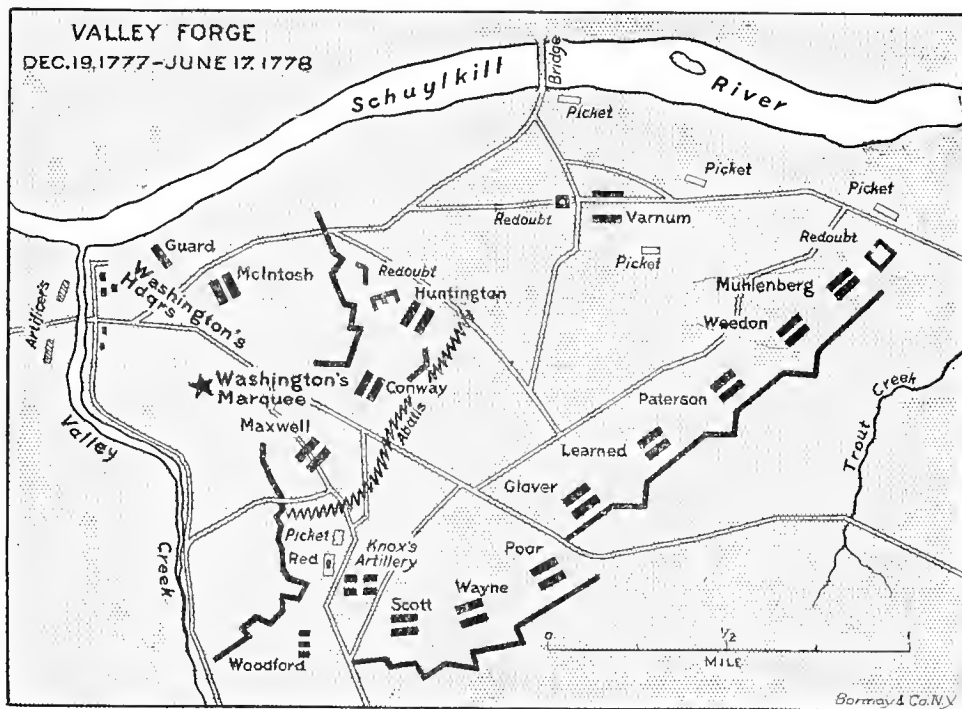 VALLEY FORGE
DEC. 19, 1777–JUNE 17, 1778
Schuylkill
River
Bridge
Picket
Picket
Picket
Redoubt
Varnum
Picket
Redoubt
Guard
McIntosh
Washington's
Hdqrs
Artificer's
Redoubt
Huntington
Muhlenberg
Weedon
Washington's
Marquee
Conway
Abatis
Paterson
Trout Creek
Maxwell
Learned
Valley
Creek
Glover
Picket
Red.
Knox's
Artillery
Poor
Wayne
Scott
Woodford
0 1/2 1
MILE
Bormay & Co. N.Y.